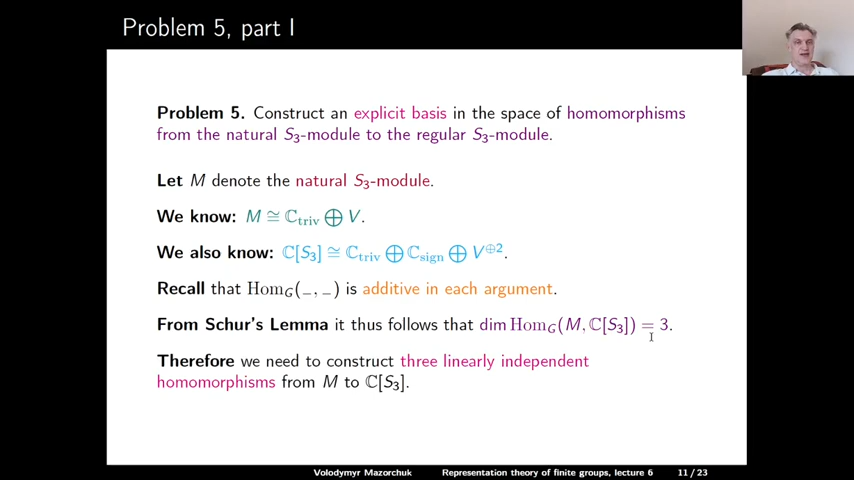 Problem 5, part I
Problem 5. Construct an explicit basis in the space of homomorphisms
from the natural S₃-module to the regular S₃-module.
Let M denote the natural S₃-module.
We know: M ≅ ℂ_triv ⊕ V.
We also know: ℂ[S₃] ≅ ℂ_triv ⊕ ℂ_sign ⊕ V^⊕2.
Recall that Hom_G(_, _) is additive in each argument.
From Schur's Lemma it thus follows that dim Hom_G(M, ℂ[S₃]) = 3.
Therefore we need to construct three linearly independent
homomorphisms from M to ℂ[S₃].
Volodymyr Mazorchuk Representation theory of finite groups, lecture 6 11 / 23